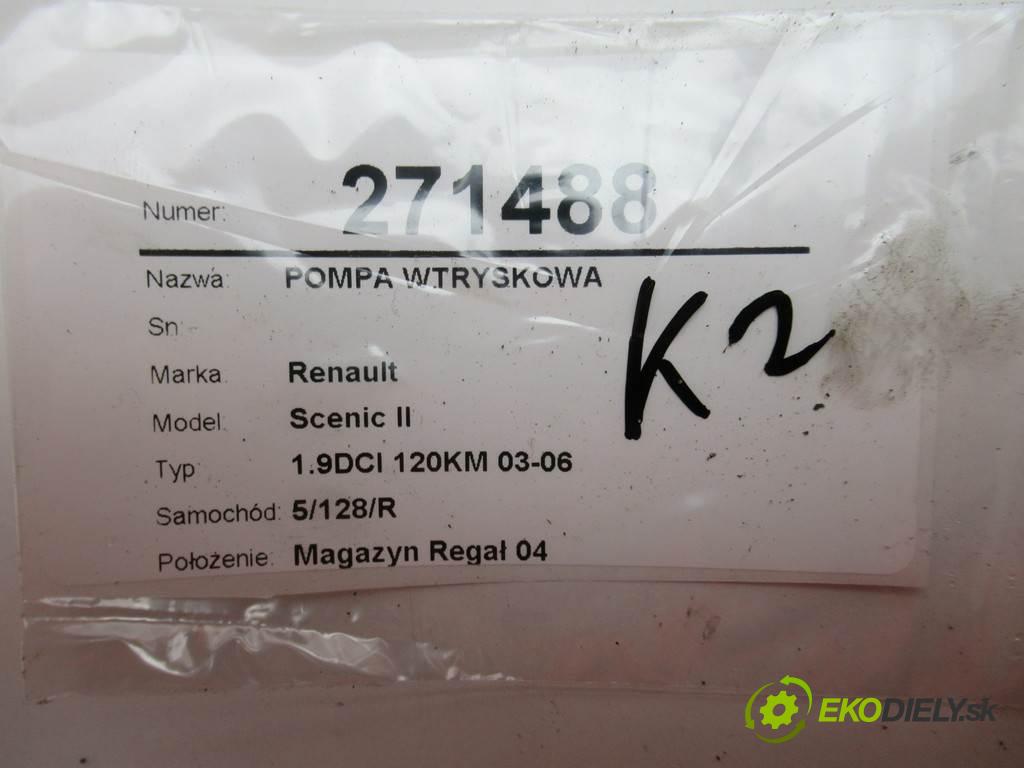 Numer: 271488
Nazwa: POMPA WTRYSKOWA
Sn:
Marka: Renault
Model: Scenic II
Typ: 1.9DCI 120KM 03-06
Samochód: 5/128/R
Położenie: Magazyn Regał 04
K2
EKODIELY.sk